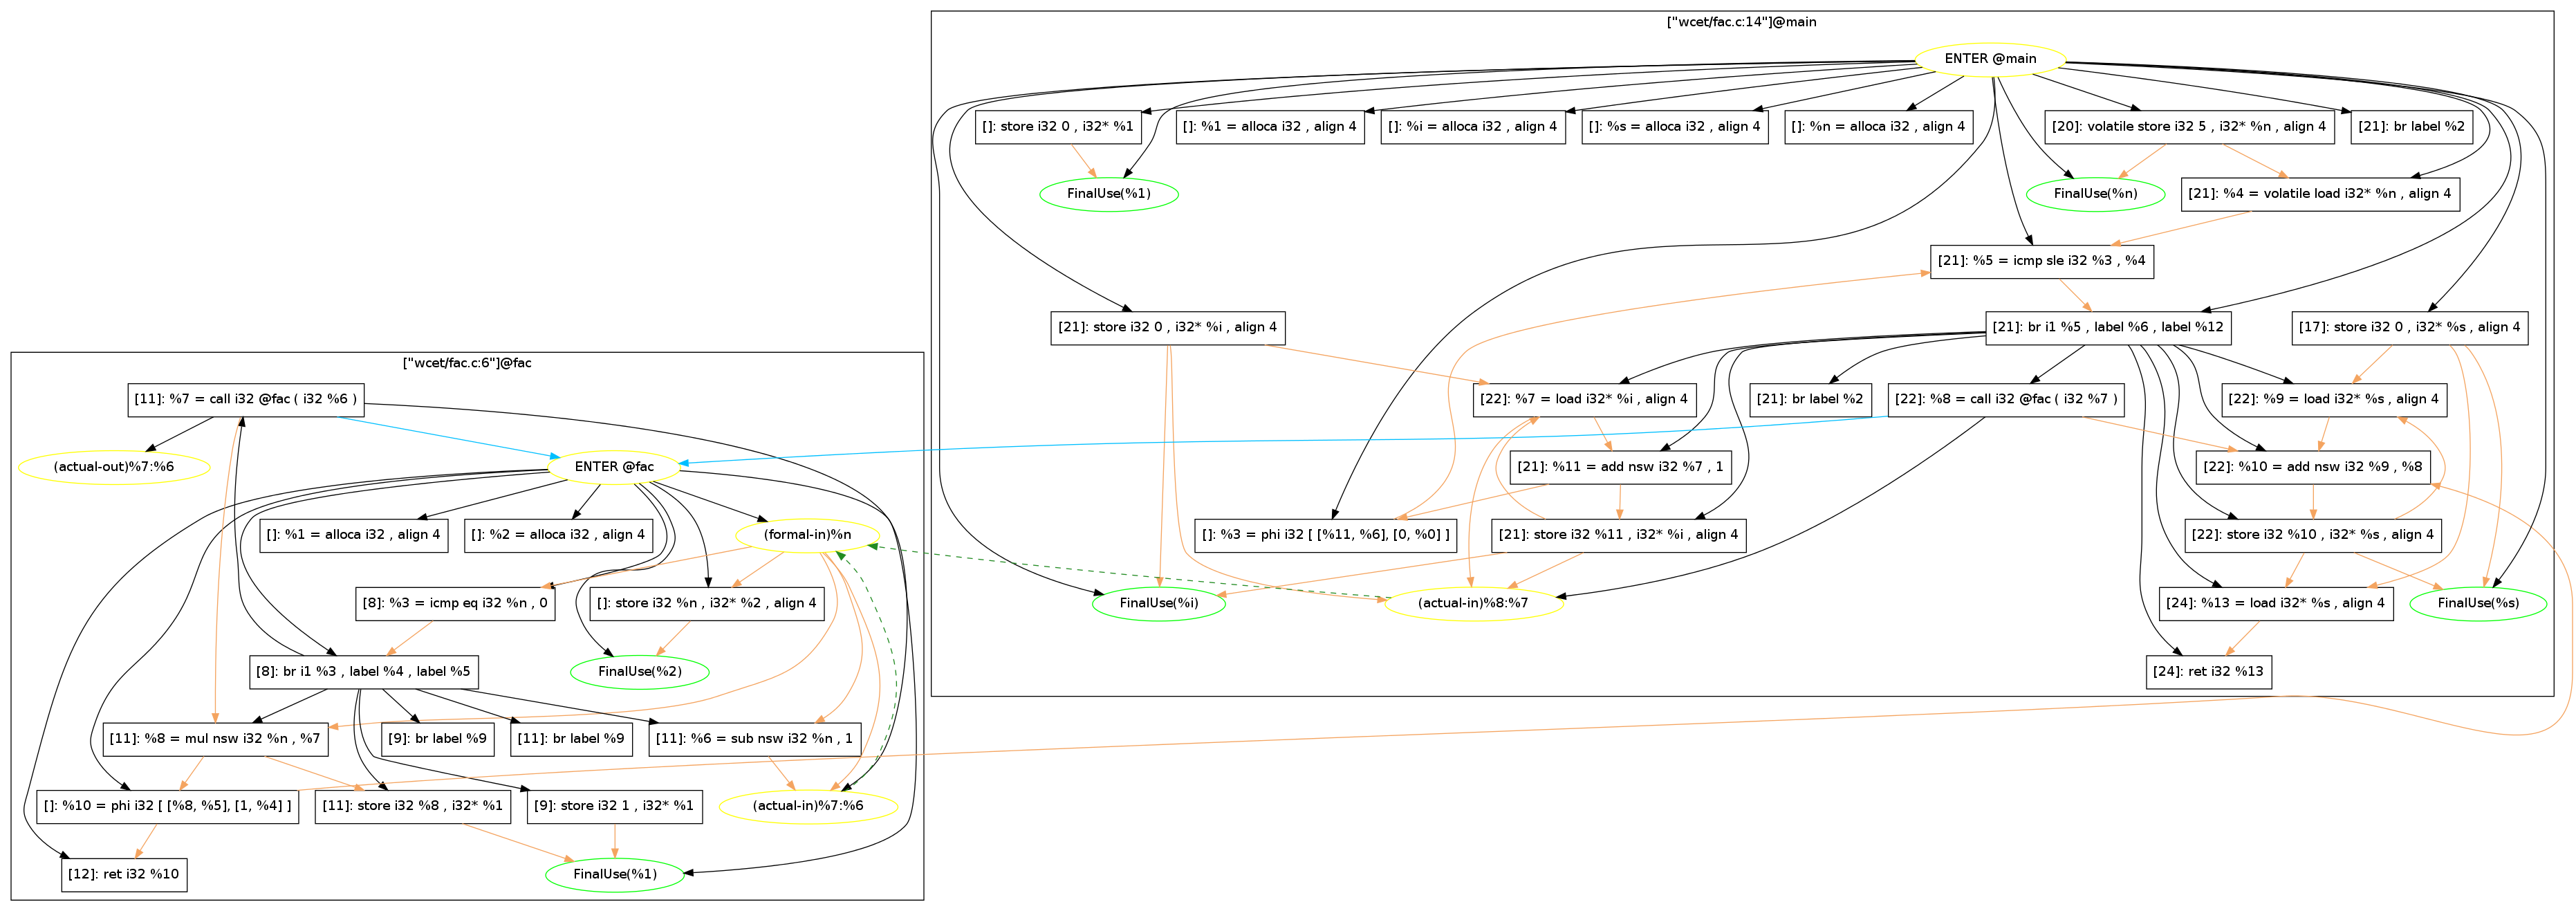 ["wcet/fac.c:14"]@main
ENTER @main
[]: store i32 0 , i32* %1
[]: %1 = alloca i32 , align 4
[]: %i = alloca i32 , align 4
[]: %s = alloca i32 , align 4
[]: %n = alloca i32 , align 4
[20]: volatile store i32 5 , i32* %n , align 4
[21]: br label %2
FinalUse(%1)
FinalUse(%n)
[21]: %4 = volatile load i32* %n , align 4
[21]: %5 = icmp sle i32 %3 , %4
[21]: store i32 0 , i32* %i , align 4
[21]: br i1 %5 , label %6 , label %12
[17]: store i32 0 , i32* %s , align 4
[22]: %7 = load i32* %i , align 4
[21]: br label %2
[22]: %8 = call i32 @fac ( i32 %7 )
[22]: %9 = load i32* %s , align 4
[21]: %11 = add nsw i32 %7 , 1
[22]: %10 = add nsw i32 %9 , %8
[]: %3 = phi i32 [ [%11, %6], [0, %0] ]
[21]: store i32 %11 , i32* %i , align 4
[22]: store i32 %10 , i32* %s , align 4
FinalUse(%i)
(actual-in)%8:%7
[24]: %13 = load i32* %s , align 4
FinalUse(%s)
[24]: ret i32 %13
["wcet/fac.c:6"]@fac
[11]: %7 = call i32 @fac ( i32 %6 )
(actual-out)%7:%6
ENTER @fac
[]: %1 = alloca i32 , align 4
[]: %2 = alloca i32 , align 4
(formal-in)%n
[8]: %3 = icmp eq i32 %n , 0
[]: store i32 %n , i32* %2 , align 4
[8]: br i1 %3 , label %4 , label %5
FinalUse(%2)
[11]: %8 = mul nsw i32 %n , %7
[9]: br label %9
[11]: br label %9
[11]: %6 = sub nsw i32 %n , 1
[]: %10 = phi i32 [ [%8, %5], [1, %4] ]
[11]: store i32 %8 , i32* %1
[9]: store i32 1 , i32* %1
(actual-in)%7:%6
[12]: ret i32 %10
FinalUse(%1)